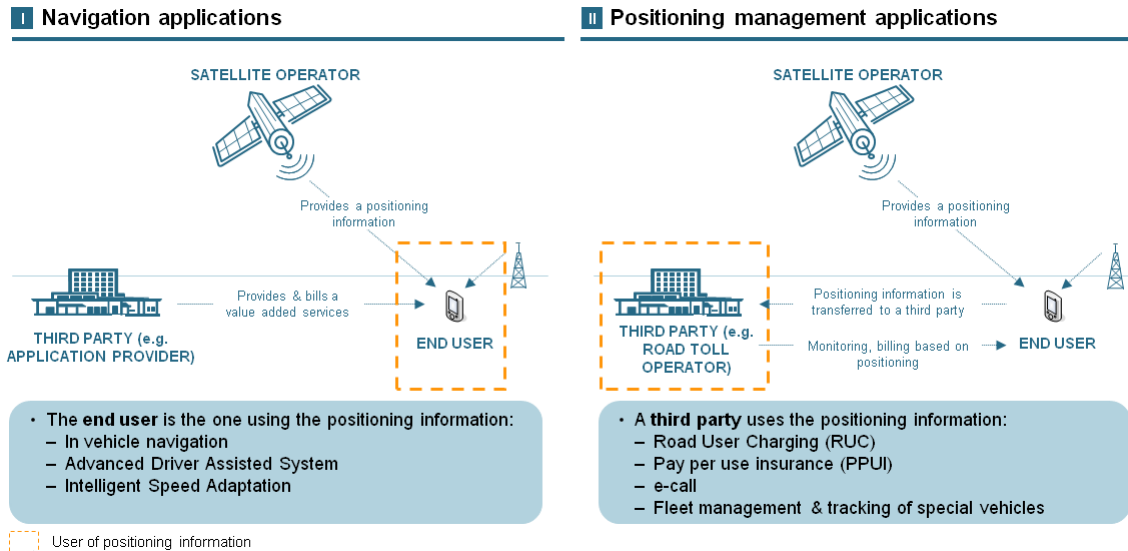 I Navigation applications
SATELLITE OPERATOR
Provides a positioning
information
Provides & bills a
value added services
THIRD PARTY (e.g.
APPLICATION PROVIDER)
END USER
• The end user is the one using the positioning information:
– In vehicle navigation
– Advanced Driver Assisted System
– Intelligent Speed Adaptation
II Positioning management applications
SATELLITE OPERATOR
Provides a positioning
information
Positioning information is
transferred to a third party
THIRD PARTY (e.g.
ROAD TOLL
OPERATOR)
Monitoring, billing based on
positioning
END USER
• A third party uses the positioning information:
– Road User Charging (RUC)
– Pay per use insurance (PPUI)
– e-call
– Fleet management & tracking of special vehicles
User of positioning information